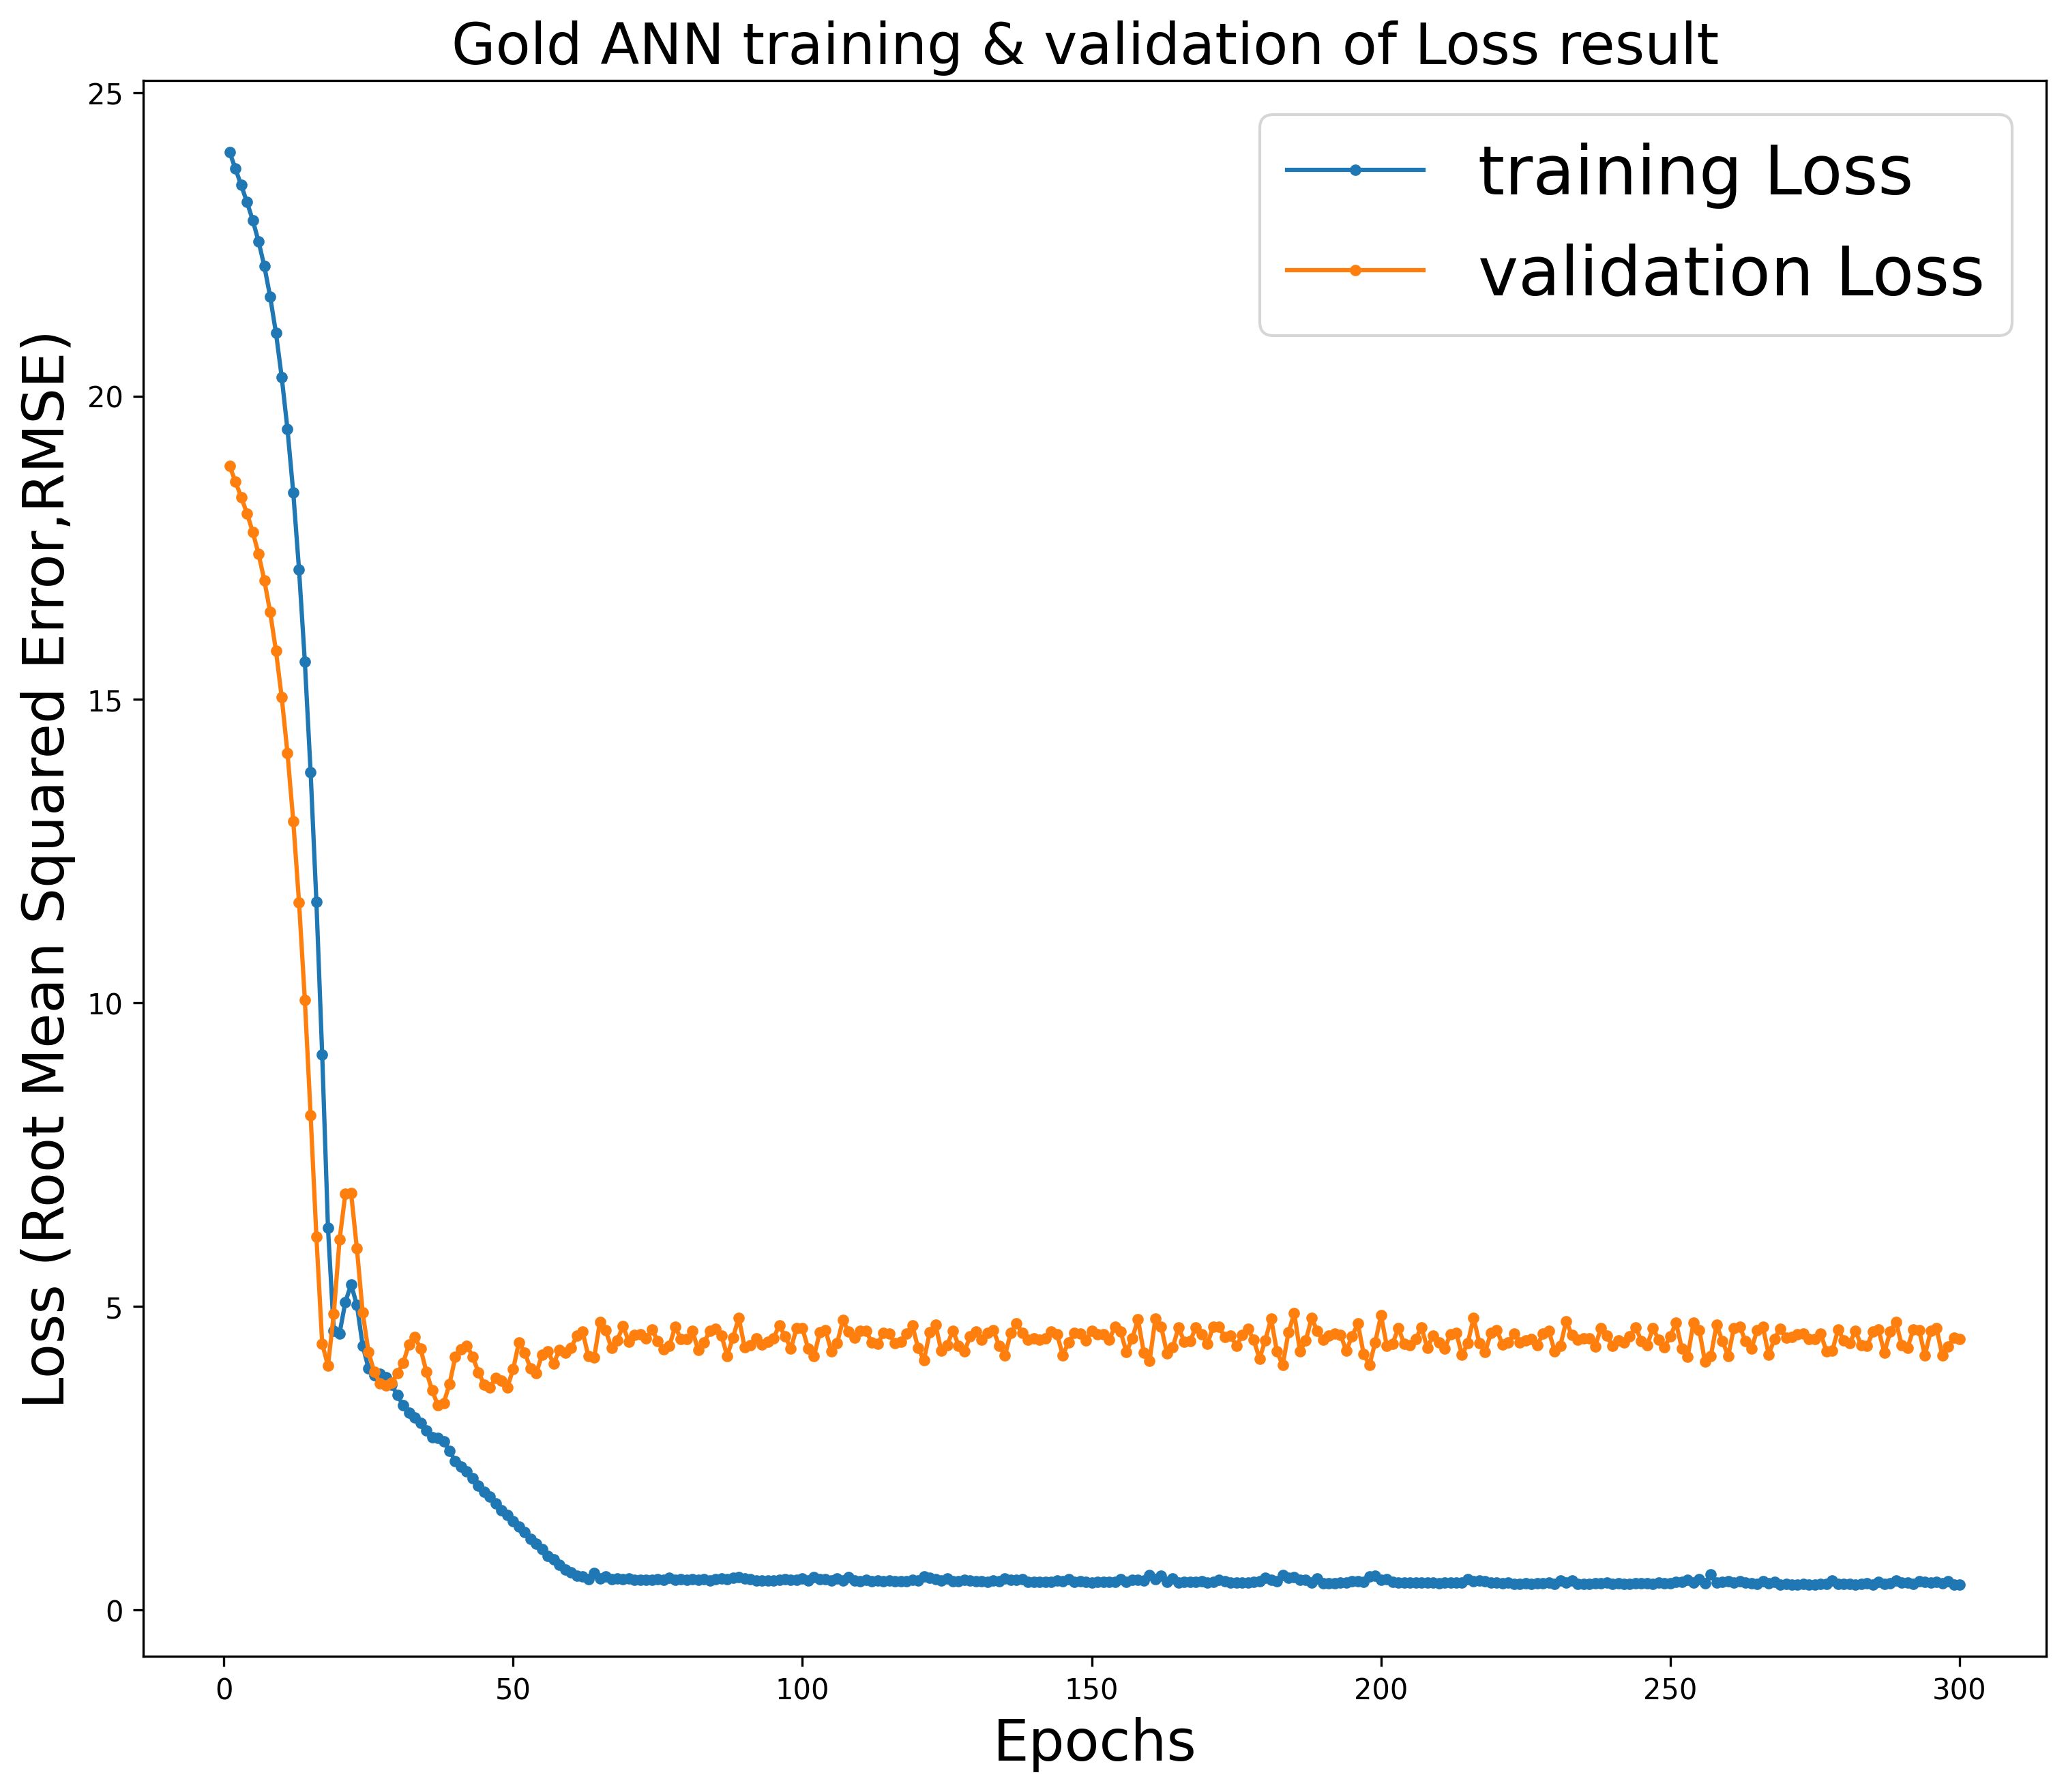 Gold ANN training & validation of Loss result
training Loss
validation Loss
Loss (Root Mean Squared Error,RMSE)
25
20
15
10
5
0
0 50 100 150 200 250 300
Epochs